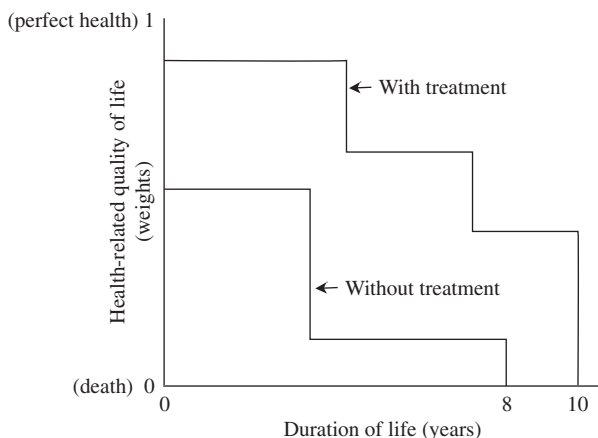 (perfect health) 1
Health-related quality of life
(weights)
With treatment
Without treatment
(death) 0
0 8 10
Duration of life (years)